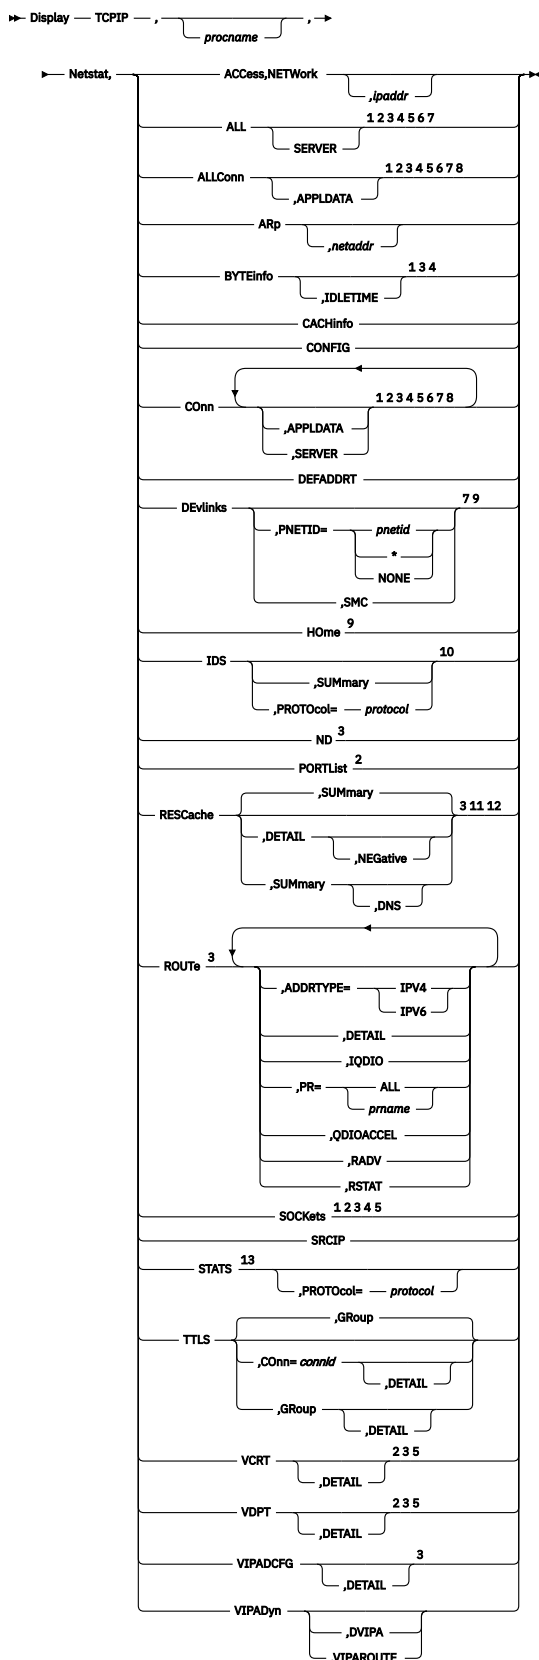 Display TCPIP , ,
procname
Netstat, ACCess,NETWork
,ipaddr
ALL, 1 2 3 4 5 6 7
SERVER
ALLConn 1 2 3 4 5 6 7 8
,APPLDATA
ARp
,netaddr
BYTEinfo 1 3 4
,IDLETIME
CACHinfo
CONFIG
COnn 1 2 3 4 5 6 7 8
,APPLDATA
,SERVER
DEFADDRT
DEvlinks 7 9
,PNETID= pnetid
*
NONE
,SMC
HOme 9
IDS 10
,SUMmary
,PROTOcol= protocol
ND 3
PORTList 2
,SUMmary
RESCache 3 11 12
,DETAIL
,NEGative
,SUMmary
,DNS
ROUTe 3
,ADDRTYPE= IPV4
IPV6
,DETAIL
,IQDIO
,PR= ALL
prname
,QDIOACCEL
,RADV
,RSTAT
SOCKets 1 2 3 4 5
SRCIP
STATS 13
,PROTOcol= protocol
,GRoup
TTLS
,COnn= connid
,DETAIL
,GRoup
,DETAIL
VCRT 2 3 5
,DETAIL
VDPT 2 3 5
,DETAIL
VIPADCFG 3
,DETAIL
VIPADyn
,DVIPA
,VIPAROUTE